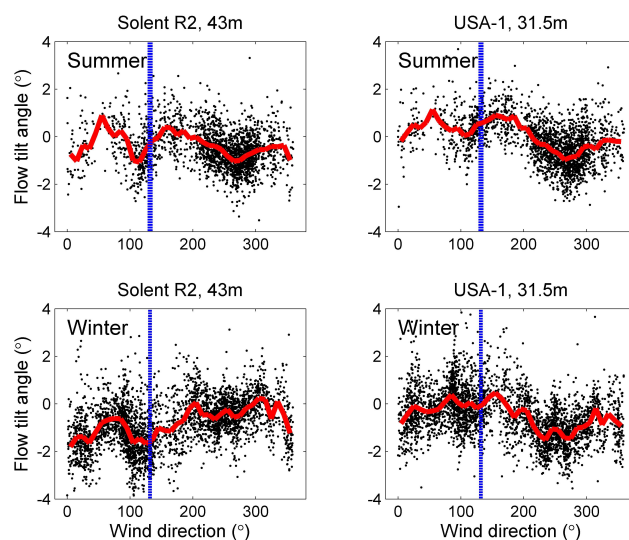 Solent R2, 43m
USA-1, 31.5m
Summer
Summer
Flow tilt angle (°)
4
2
0
-2
-4
0 100 200 300
4
2
0
-2
-4
0 100 200 300
Solent R2, 43m
USA-1, 31.5m
Winter
Winter
Flow tilt angle (°)
4
2
0
-2
-4
0 100 200 300
Wind direction (°)
4
2
0
-2
-4
0 100 200 300
Wind direction (°)